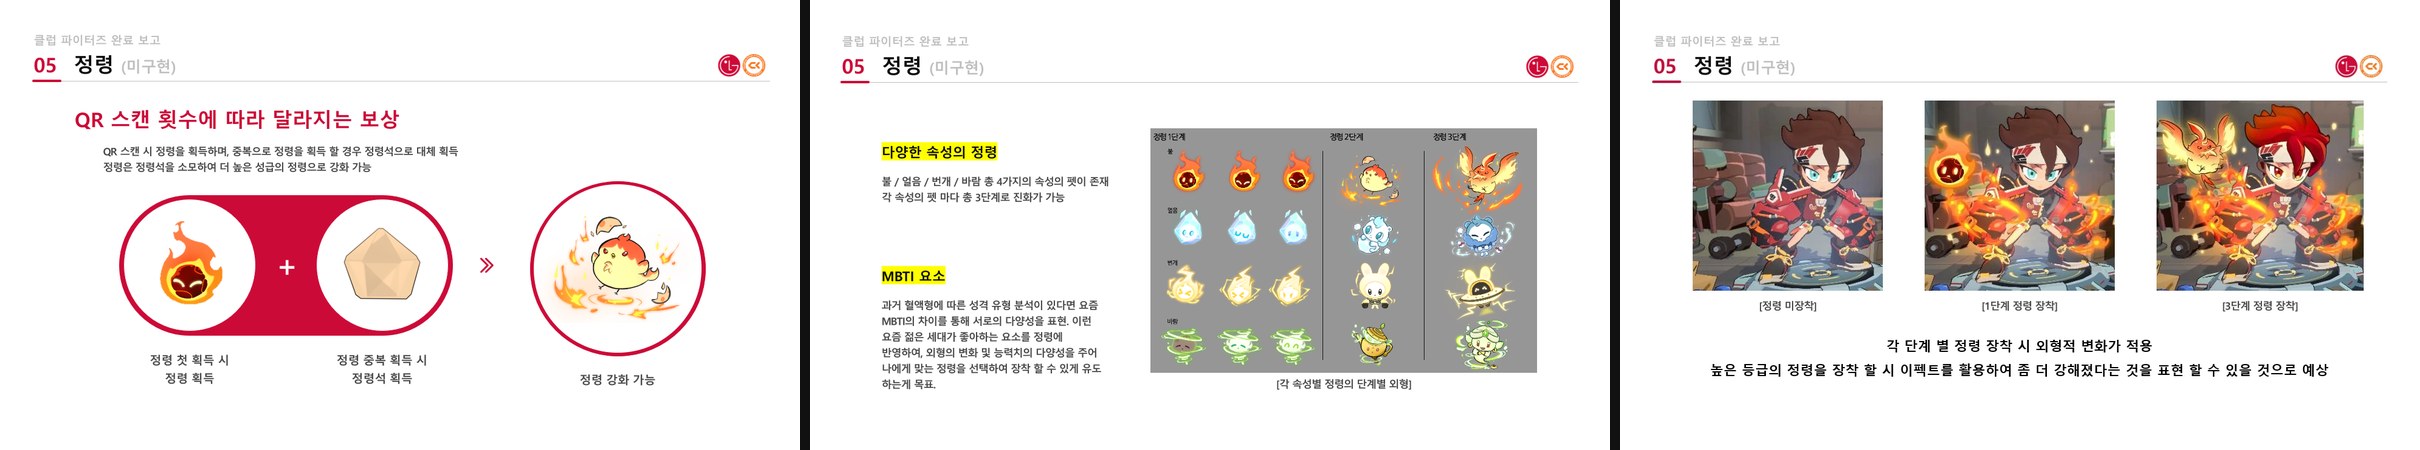 클럽 파이터즈 완료 보고
05 정령 (미구현)
QR 스캔 횟수에 따라 달라지는 보상
QR 스캔 시 정령을 획득하며, 중복으로 정령을 획득 할 경우 정령석으로 대체 획득
정령은 정령석을 소모하여 더 높은 성급의 정령으로 강화 가능
+
정령 첫 획득 시
정령 획득
정령 중복 획득 시
정령석 획득
정령 강화 가능
클럽 파이터즈 완료 보고
05 정령 (미구현)
다양한 속성의 정령
불 / 얼음 / 번개 / 바람 총 4가지의 속성의 펫이 존재
각 속성의 펫 마다 총 3단계로 진화가 가능
MBTI 요소
과거 혈액형에 따른 성격 유형 분석이 있다면 요즘
MBTI의 차이를 통해 서로의 다양성을 표현. 이런
요즘 젊은 세대가 좋아하는 요소를 정령에
반영하여, 외형의 변화 및 능력치의 다양성을 주어
나에게 맞는 정령을 선택하여 장착 할 수 있게 유도
하는게 목표.
정령 1단계
정령 2단계
정령 3단계
불
얼음
번개
바람
[각 속성별 정령의 단계별 외형]
클럽 파이터즈 완료 보고
05 정령 (미구현)
[정령 미장착]
[1단계 정령 장착]
[3단계 정령 장착]
각 단계 별 정령 장착 시 외형적 변화가 적용
높은 등급의 정령을 장착 할 시 이펙트를 활용하여 좀 더 강해졌다는 것을 표현 할 수 있을 것으로 예상